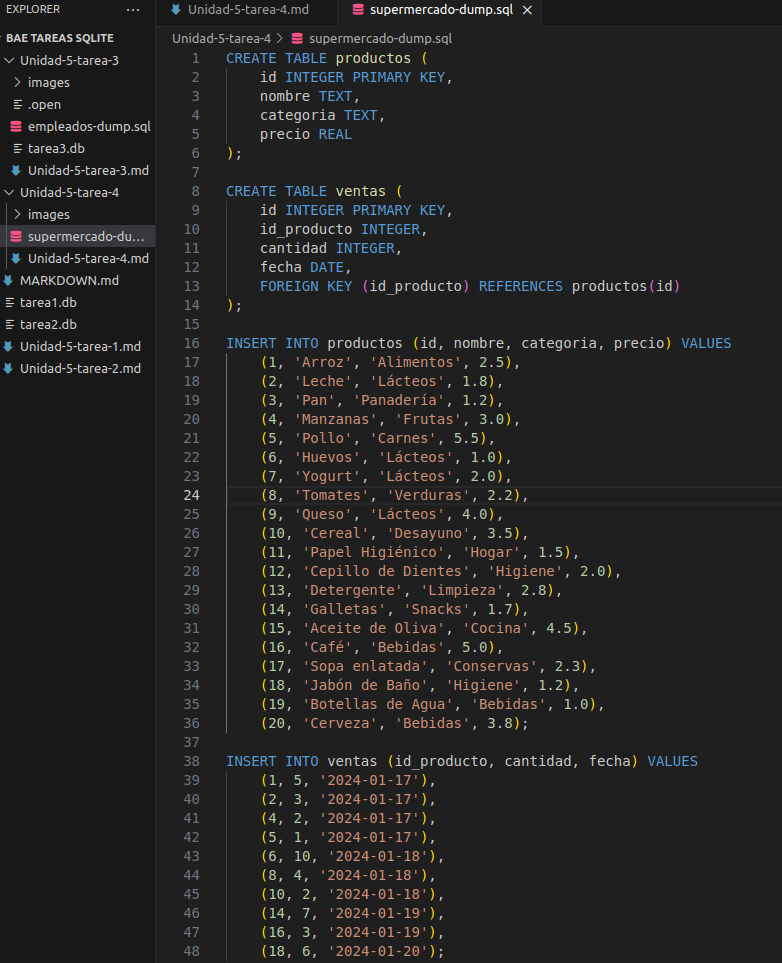 EXPLORER
...
BAE TAREAS SQLITE
Unidad-5-tarea-3
images
.open
empleados-dump.sql
tarea3.db
Unidad-5-tarea-3.md
Unidad-5-tarea-4
images
supermercado-du...
Unidad-5-tarea-4.md
MARKDOWN.md
tarea1.db
tarea2.db
Unidad-5-tarea-1.md
Unidad-5-tarea-2.md
Unidad-5-tarea-4.md
supermercado-dump.sql
Unidad-5-tarea-4 > supermercado-dump.sql
1 CREATE TABLE productos (
2 id INTEGER PRIMARY KEY,
3 nombre TEXT,
4 categoria TEXT,
5 precio REAL
6 );
7
8 CREATE TABLE ventas (
9 id INTEGER PRIMARY KEY,
10 id_producto INTEGER,
11 cantidad INTEGER,
12 fecha DATE,
13 FOREIGN KEY (id_producto) REFERENCES productos(id)
14 );
15
16 INSERT INTO productos (id, nombre, categoria, precio) VALUES
17 (1, 'Arroz', 'Alimentos', 2.5),
18 (2, 'Leche', 'Lácteos', 1.8),
19 (3, 'Pan', 'Panadería', 1.2),
20 (4, 'Manzanas', 'Frutas', 3.0),
21 (5, 'Pollo', 'Carnes', 5.5),
22 (6, 'Huevos', 'Lácteos', 1.0),
23 (7, 'Yogurt', 'Lácteos', 2.0),
24 (8, 'Tomates', 'Verduras', 2.2),
25 (9, 'Queso', 'Lácteos', 4.0),
26 (10, 'Cereal', 'Desayuno', 3.5),
27 (11, 'Papel Higiénico', 'Hogar', 1.5),
28 (12, 'Cepillo de Dientes', 'Higiene', 2.0),
29 (13, 'Detergente', 'Limpieza', 2.8),
30 (14, 'Galletas', 'Snacks', 1.7),
31 (15, 'Aceite de Oliva', 'Cocina', 4.5),
32 (16, 'Café', 'Bebidas', 5.0),
33 (17, 'Sopa enlatada', 'Conservas', 2.3),
34 (18, 'Jabón de Baño', 'Higiene', 1.2),
35 (19, 'Botellas de Agua', 'Bebidas', 1.0),
36 (20, 'Cerveza', 'Bebidas', 3.8);
37
38 INSERT INTO ventas (id_producto, cantidad, fecha) VALUES
39 (1, 5, '2024-01-17'),
40 (2, 3, '2024-01-17'),
41 (4, 2, '2024-01-17'),
42 (5, 1, '2024-01-17'),
43 (6, 10, '2024-01-18'),
44 (8, 4, '2024-01-18'),
45 (10, 2, '2024-01-18'),
46 (14, 7, '2024-01-19'),
47 (16, 3, '2024-01-19'),
48 (18, 6, '2024-01-20');